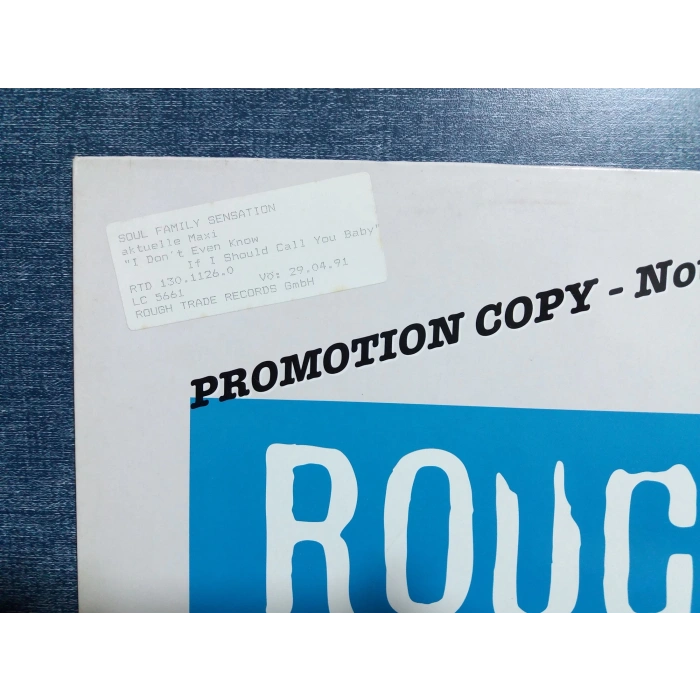 SOUL FAMILY SENSATION
aktuelle Maxi
"I Don't Even Know
If I Should Call You Baby"
RTD 130.1126.0 Vö: 29.04.91
LC 5661
ROUGH TRADE RECORDS GmbH
PROMOTION COPY - No
ROUG